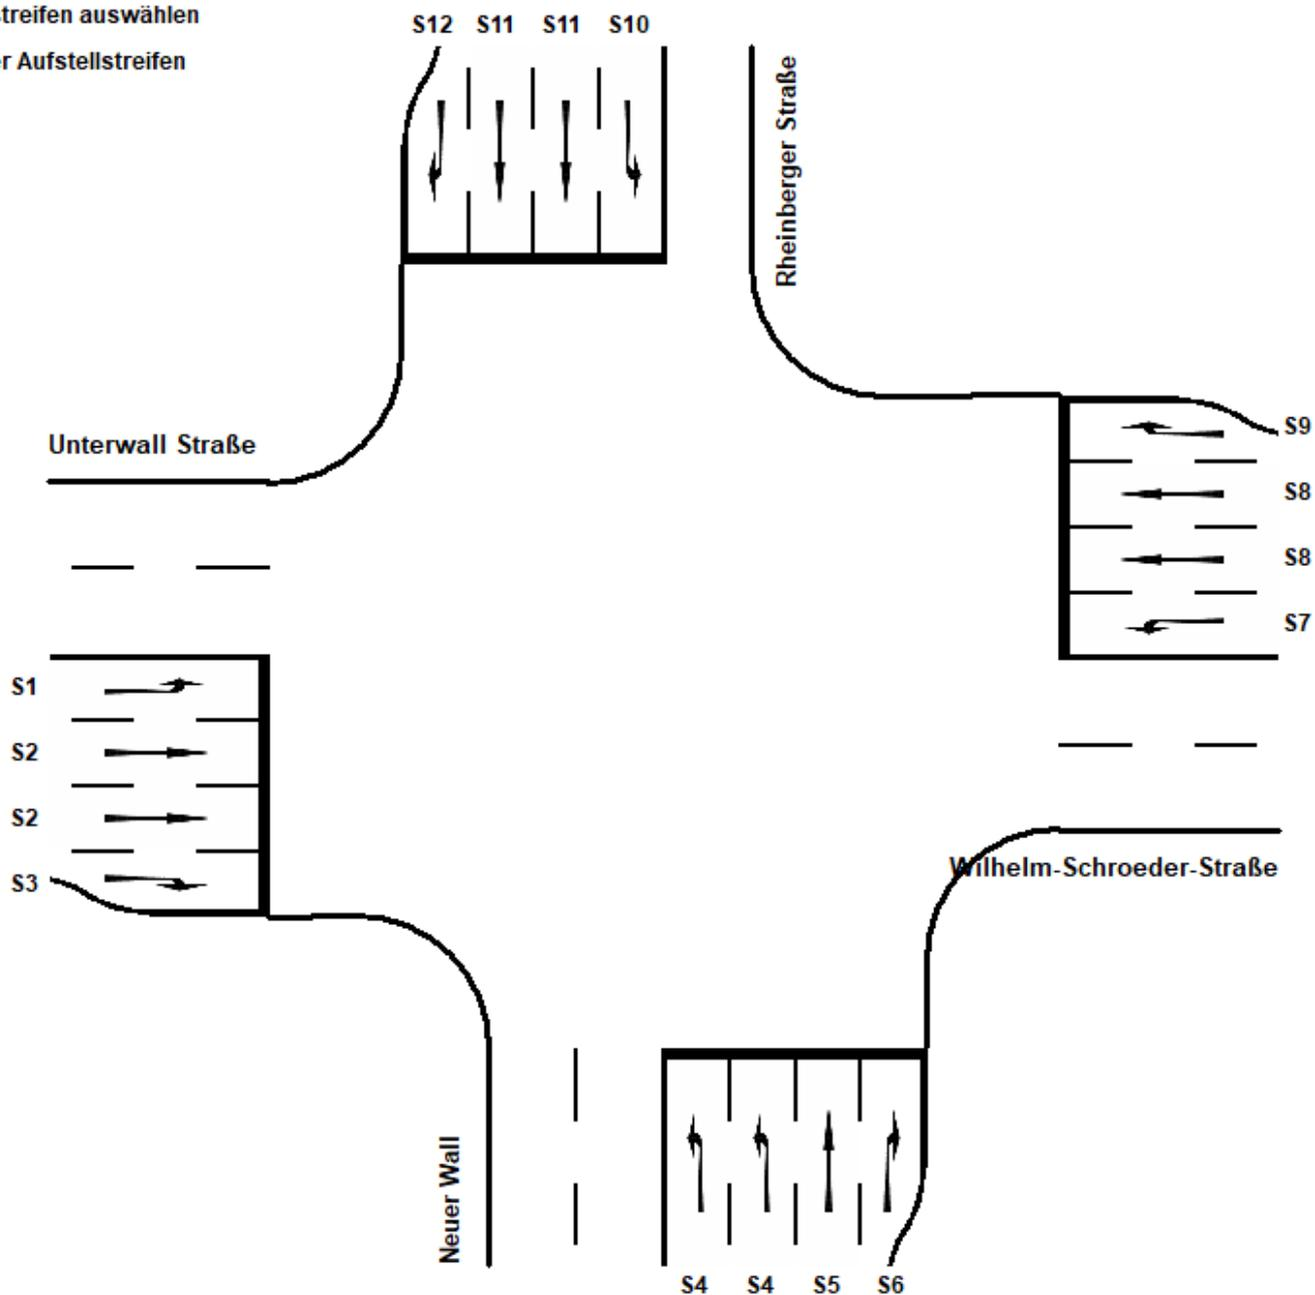 streifen auswählen
r Aufstellstreifen
S12 S11 S11 S10
Rheinberger Straße
Unterwall Straße
S9
S8
S8
S7
S1
S2
S2
S3
Wilhelm-Schroeder-Straße
Neuer Wall
S4 S4 S5 S6